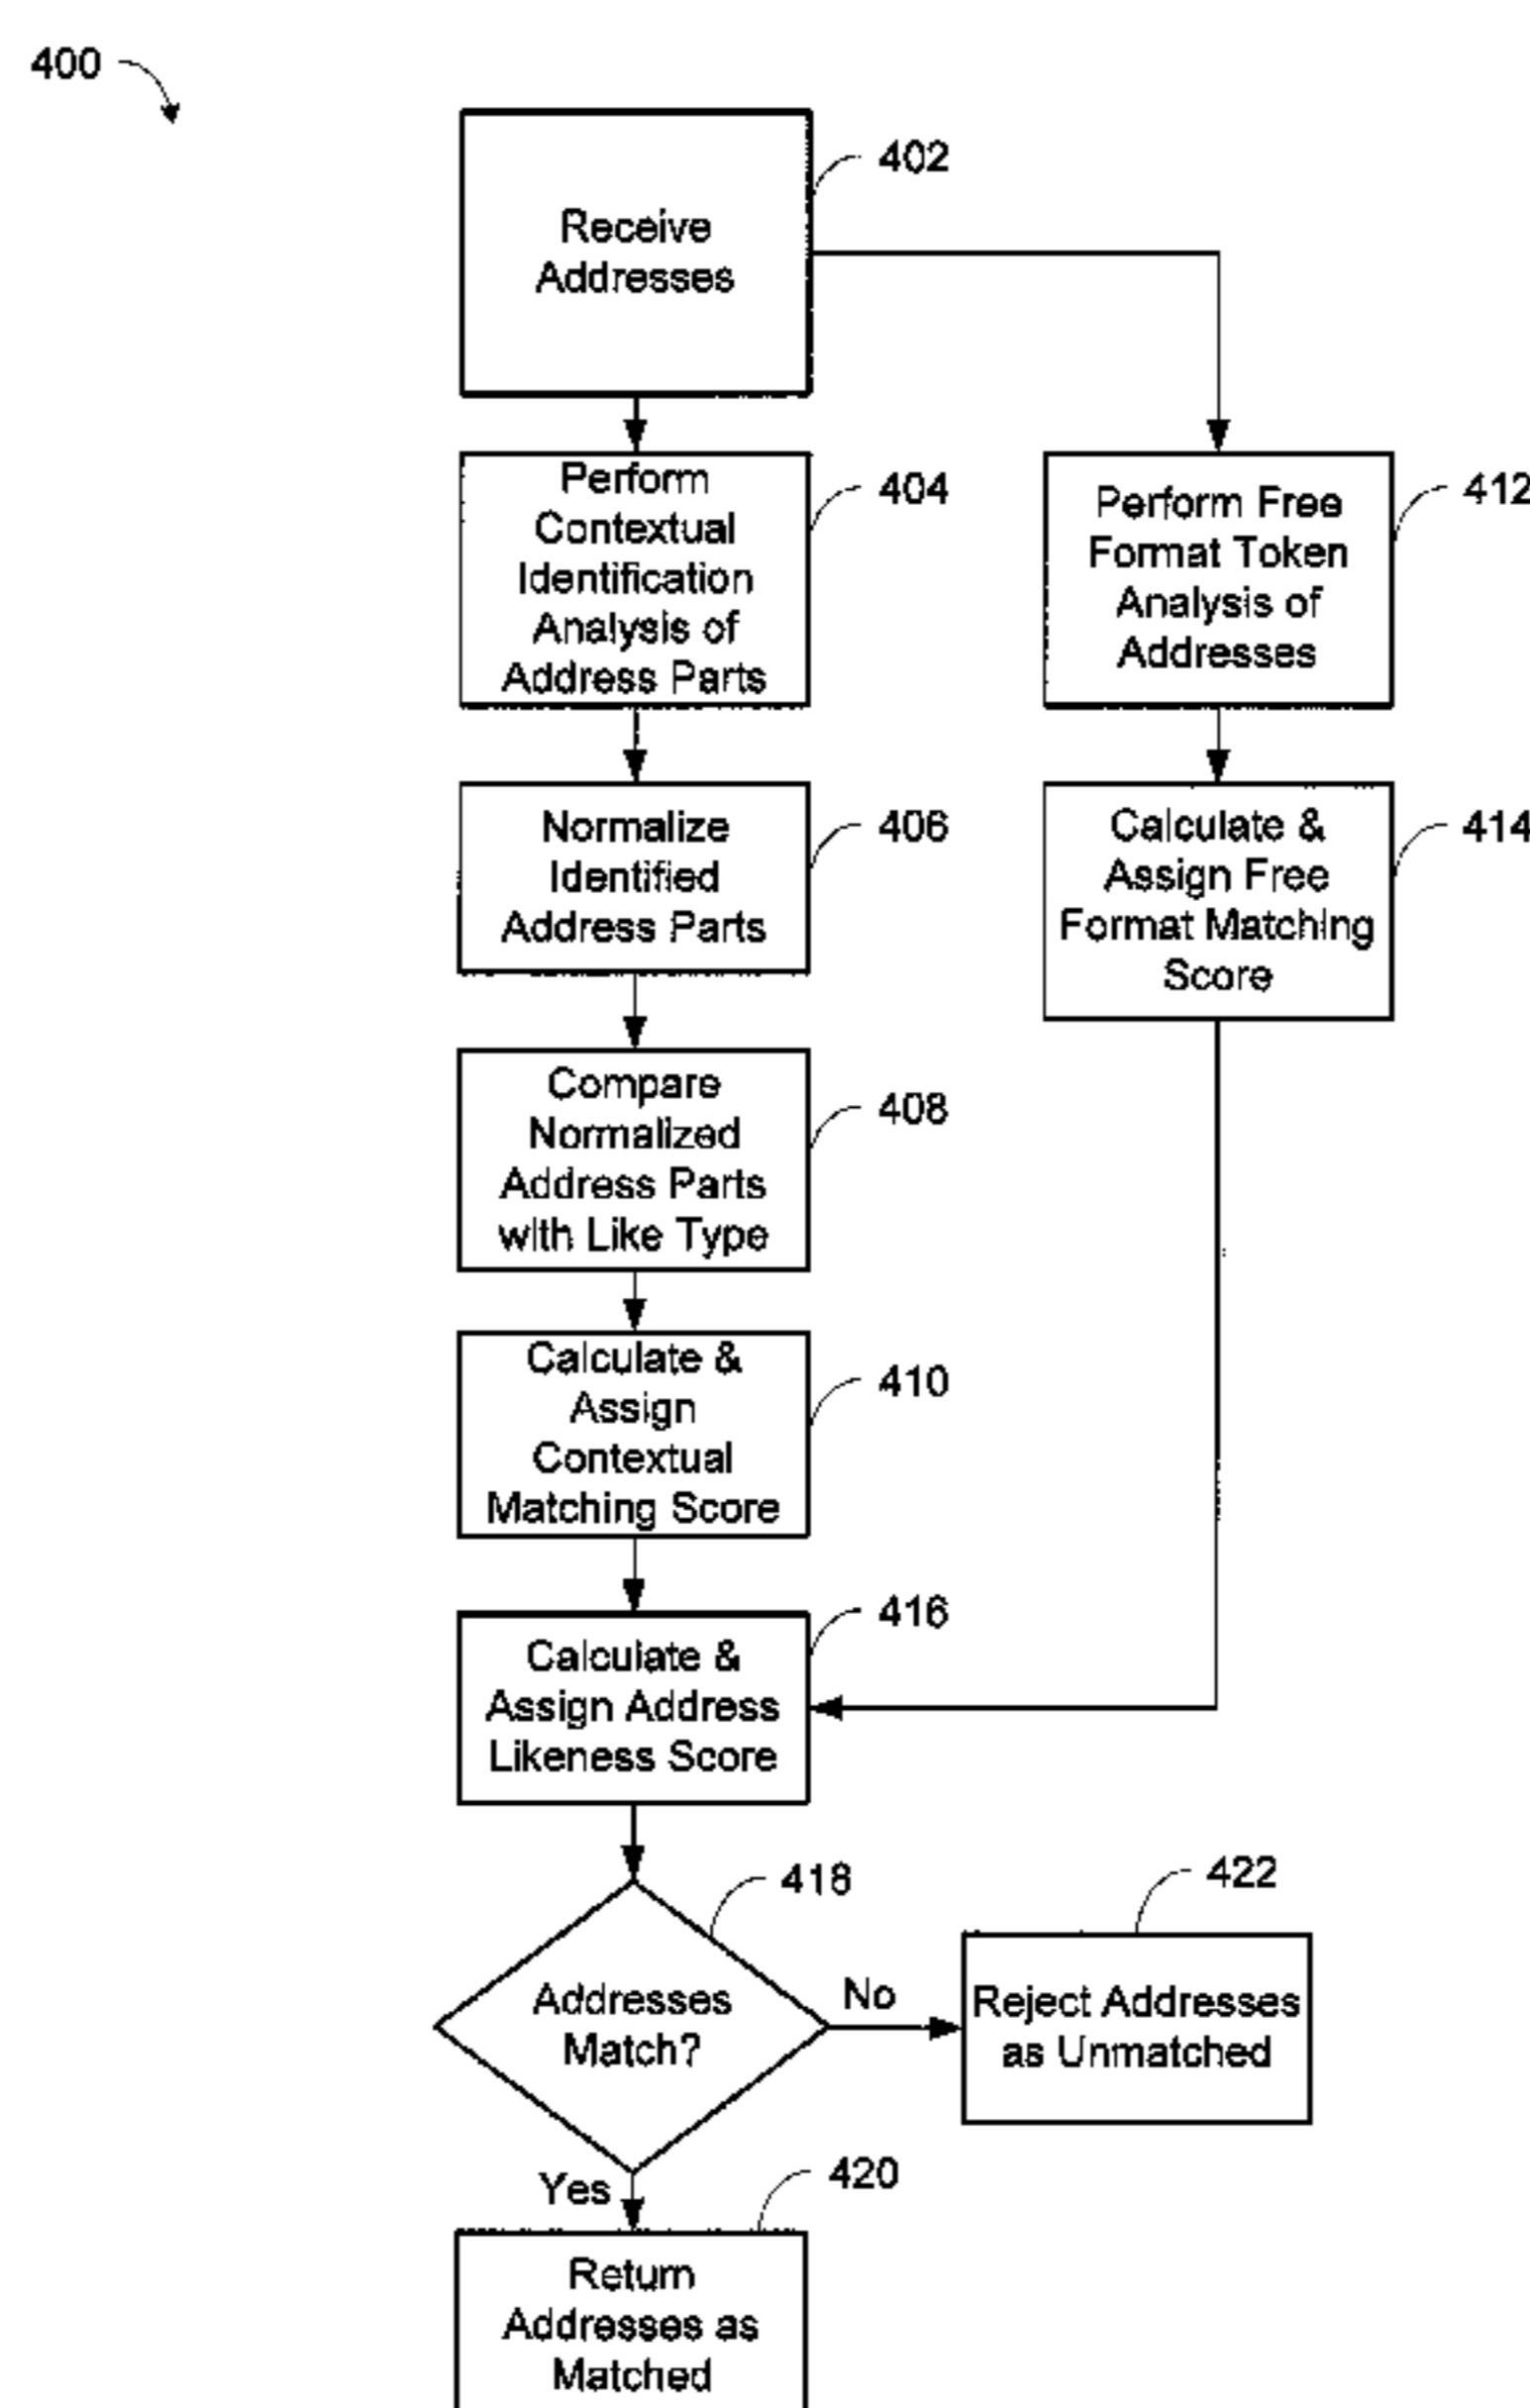 400
402
Receive
Addresses
Perform
Contextual
Identification
Analysis of
Address Parts
404
Perform Free
Format Token
Analysis of
Addresses
412
Normalize
Identified
Address Parts
406
Calculate &
Assign Free
Format Matching
Score
414
Compare
Normalized
Address Parts
with Like Type
408
Calculate &
Assign
Contextual
Matching Score
410
Calculate &
Assign Address
Likeness Score
416
Addresses
Match?
418
No
Reject Addresses
as Unmatched
422
Yes
420
Return
Addresses as
Matched